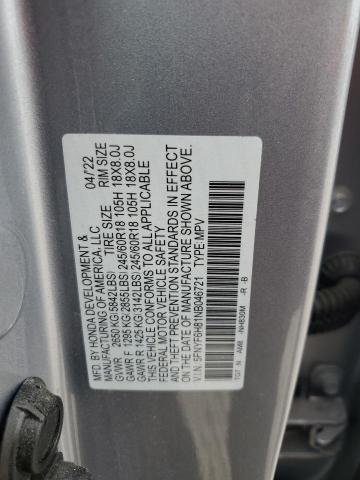 MFD. BY HONDA DEVELOPMENT & 04/22
MANUFACTURING OF AMERICA, LLC
TIRE SIZE RIM SIZE
GVWR 2650 KG(5842LBS)
GAWR F 1295 KG(2855LBS) 245/60R18 105H 18X8.0J
GAWR R 1425 KG(3142LBS) 245/60R18 105H 18X8.0J
THIS VEHICLE CONFORMS TO ALL APPLICABLE
FEDERAL MOTOR VEHICLE SAFETY
AND THEFT PREVENTION STANDARDS IN EFFECT
ON THE DATE OF MANUFACTURE SHOWN ABOVE.
V.I.N. 5FNYF6H81NB046721 TYPE:MPV
TGST N AM8 -NH830M -R -B